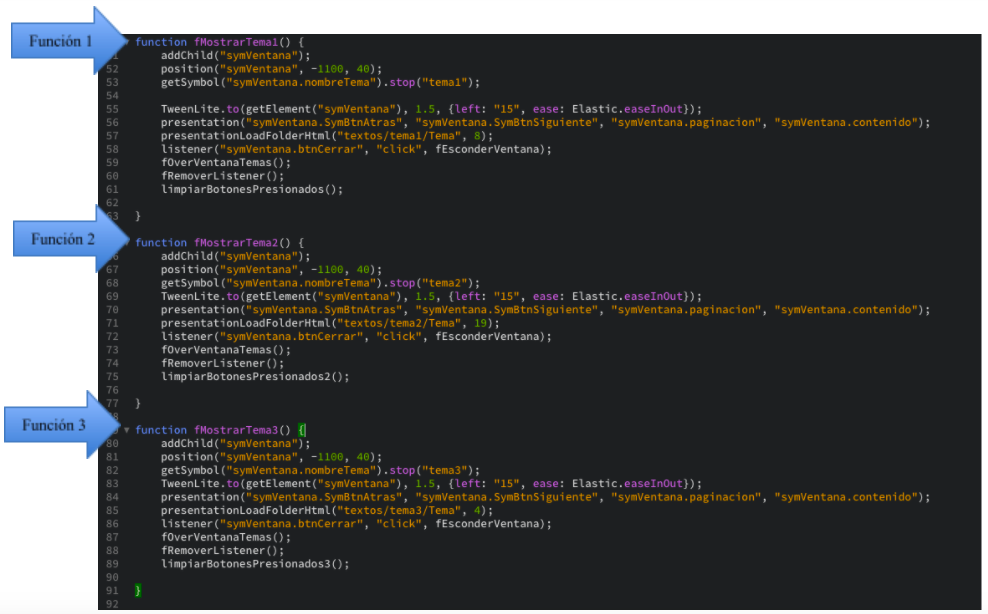 Función 1
function fMostrarTema1() {
51 addChild("symVentana");
52 position("symVentana", -1100, 40);
53 getSymbol("symVentana.nombreTema").stop("tema1");
54
55 TweenLite.to(getElement("symVentana"), 1.5, {left: "15", ease: Elastic.easeInOut});
56 presentation("symVentana.SymBtnAtras", "symVentana.SymBtnSiguiente", "symVentana.paginacion", "symVentana.contenido");
57 presentationLoadFolderHtml("textos/tema1/Tema", 8);
58 listener("symVentana.btnCerrar", "click", fEsconderVentana);
59 fOverVentanaTemas();
60 fRemoverListener();
61 limpiarBotonesPresionados();
62
63 }
Función 2
function fMostrarTema2() {
66 addChild("symVentana");
67 position("symVentana", -1100, 40);
68 getSymbol("symVentana.nombreTema").stop("tema2");
69 TweenLite.to(getElement("symVentana"), 1.5, {left: "15", ease: Elastic.easeInOut});
70 presentation("symVentana.SymBtnAtras", "symVentana.SymBtnSiguiente", "symVentana.paginacion", "symVentana.contenido");
71 presentationLoadFolderHtml("textos/tema2/Tema", 19);
72 listener("symVentana.btnCerrar", "click", fEsconderVentana);
73 fOverVentanaTemas();
74 fRemoverListener();
75 limpiarBotonesPresionados2();
76
77 }
78
Función 3
function fMostrarTema3() {
80 addChild("symVentana");
81 position("symVentana", -1100, 40);
82 getSymbol("symVentana.nombreTema").stop("tema3");
83 TweenLite.to(getElement("symVentana"), 1.5, {left: "15", ease: Elastic.easeInOut});
84 presentation("symVentana.SymBtnAtras", "symVentana.SymBtnSiguiente", "symVentana.paginacion", "symVentana.contenido");
85 presentationLoadFolderHtml("textos/tema3/Tema", 4);
86 listener("symVentana.btnCerrar", "click", fEsconderVentana);
87 fOverVentanaTemas();
88 fRemoverListener();
89 limpiarBotonesPresionados3();
90
91 }
92